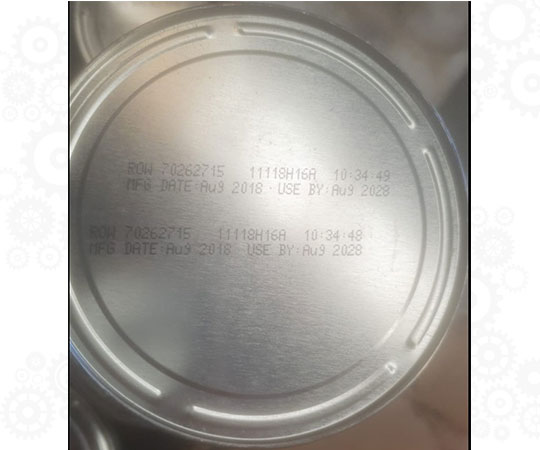 ROW 70262715 11118H16A 10:34:49
MFG DATE:Aug 2018 USE BY:Aug 2028
ROW 70262715 11118H16A 10:34:48
MFG DATE:Aug 2018 USE BY:Aug 2028